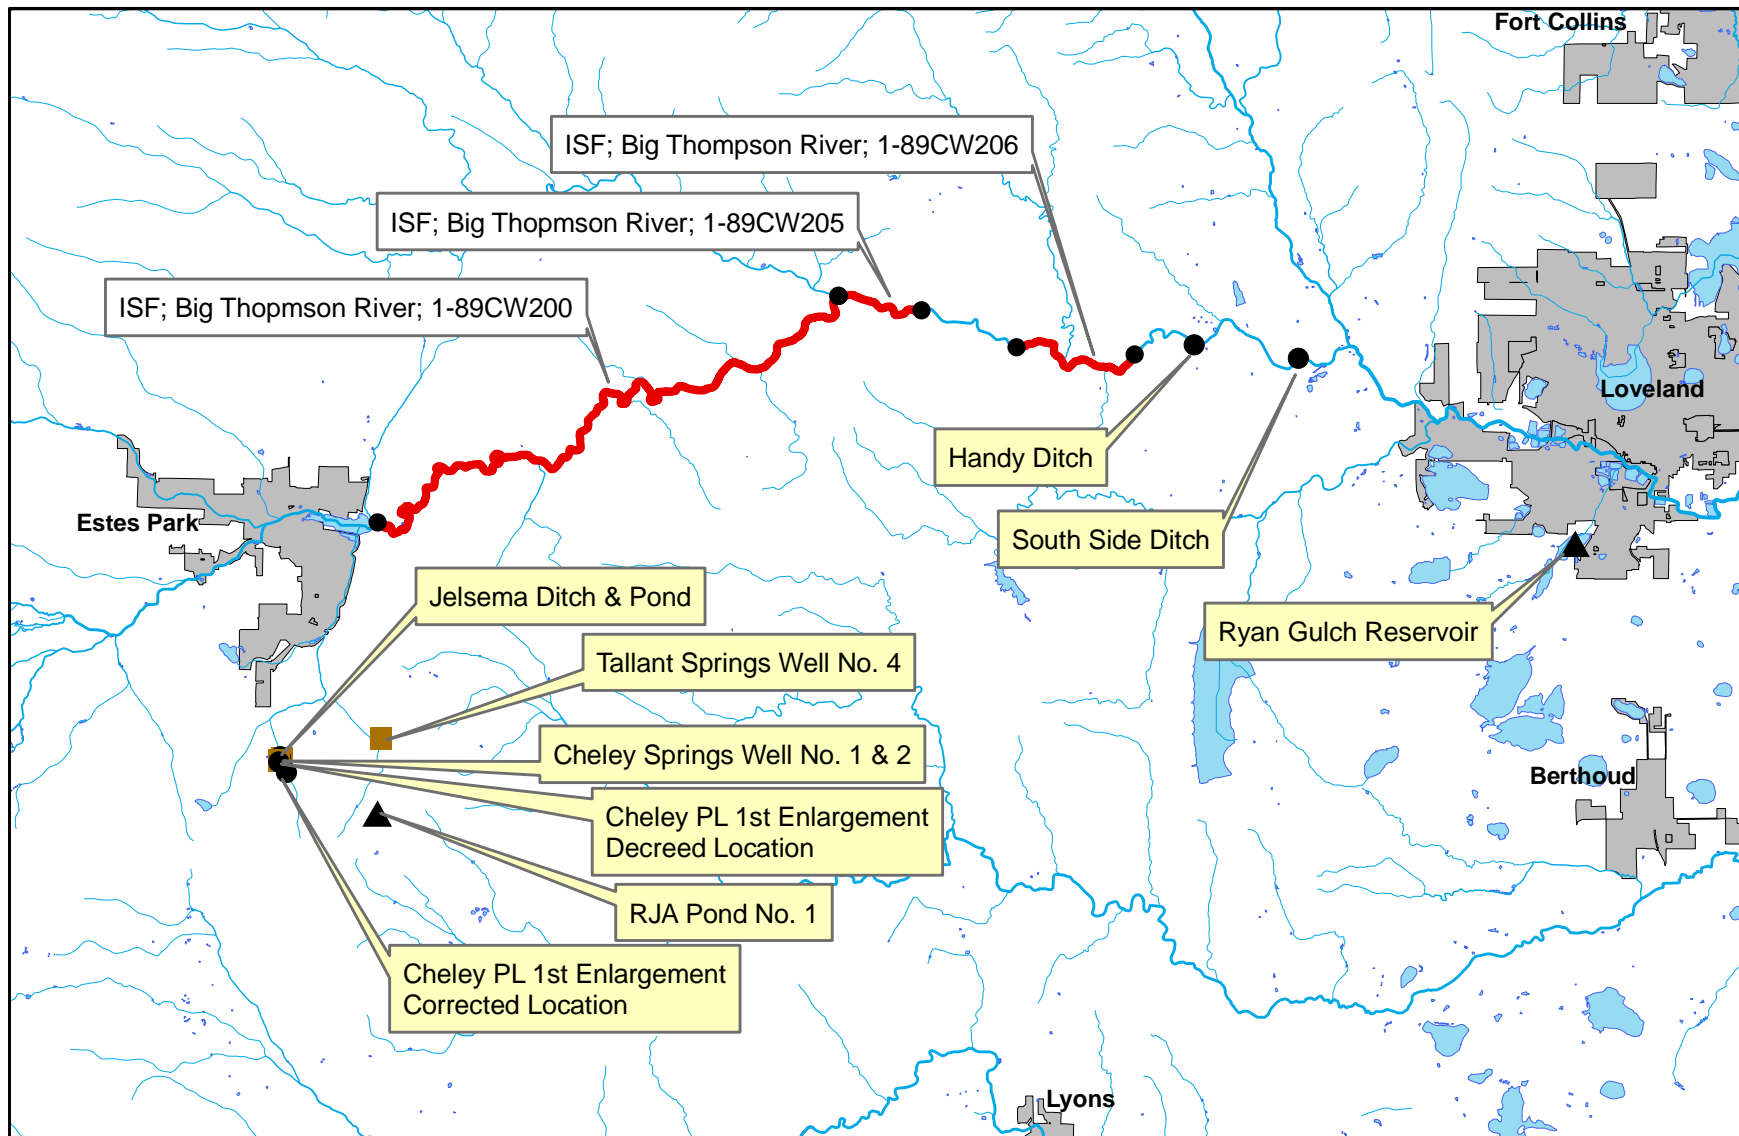 Fort Collins
ISF; Big Thompson River; 1-89CW206
ISF; Big Thopmson River; 1-89CW205
ISF; Big Thopmson River; 1-89CW200
Loveland
Handy Ditch
Estes Park
South Side Ditch
Jelsema Ditch & Pond
Ryan Gulch Reservoir
Tallant Springs Well No. 4
Cheley Springs Well No. 1 & 2
Berthoud
Cheley PL 1st Enlargement
Decreed Location
RJA Pond No. 1
Cheley PL 1st Enlargement
Corrected Location
Lyons